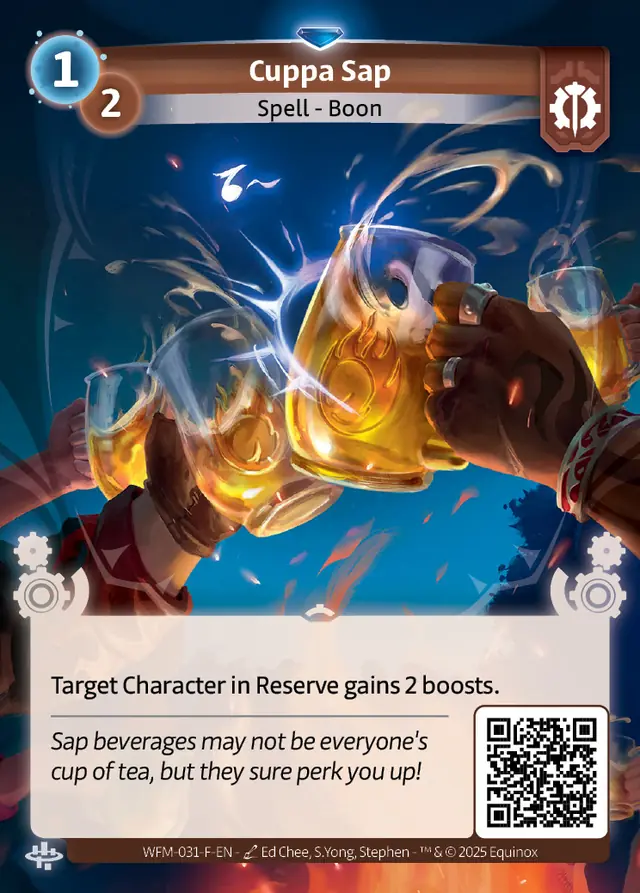 1
Cuppa Sap
2
Spell - Boon
Target Character in Reserve gains 2 boosts.
Sap beverages may not be everyone's
cup of tea, but they sure perk you up!
WFM-031-F-EN - Ed Chee, S.Yong, Stephen - ™ & © 2025 Equinox